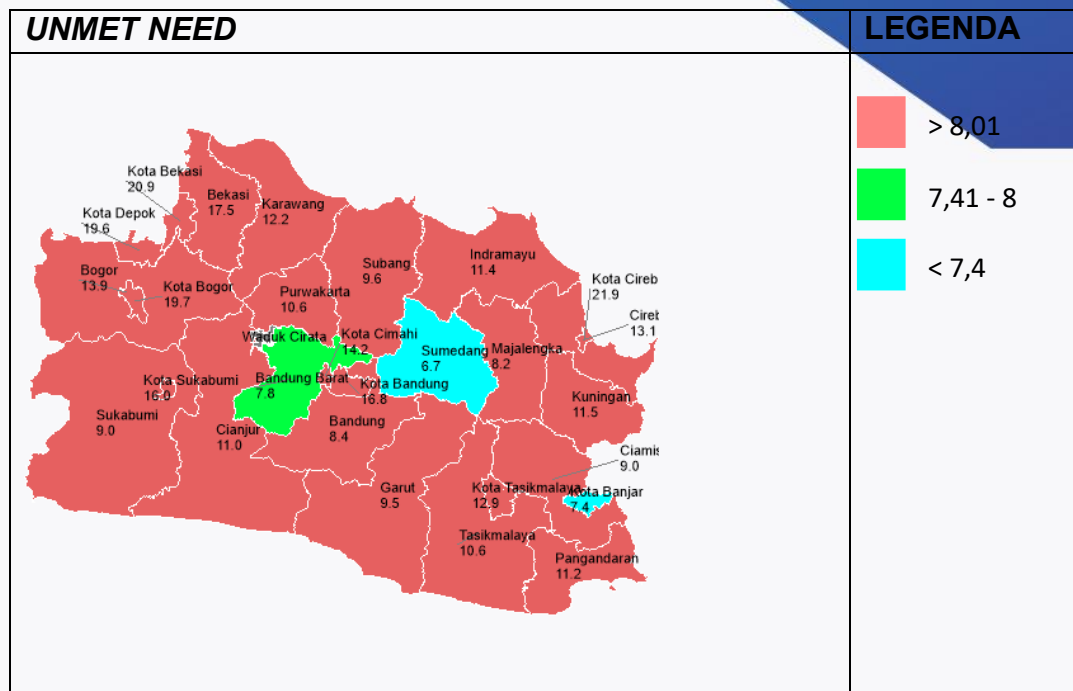 UNMET NEED
LEGENDA
> 8,01
7,41 - 8
< 7,4
Kota Bekasi
20.9
Bekasi
17.5
Karawang
12.2
Kota Depok
19.6
Bogor
13.9
Kota Bogor
19.7
Subang
9.6
Indramayu
11.4
Kota Cireb
21.9
Cireb
13.1
Purwakarta
10.6
Waduk Cirata
Kota Cimahi
14.2
Sumedang
6.7
Majalengka
8.2
Kota Sukabumi
16.0
Bandung Barat
7.8
Kota Bandung
16.8
Kuningan
11.5
Sukabumi
9.0
Cianjur
11.0
Bandung
8.4
Ciamis
9.0
Garut
9.5
Kota Tasikmalaya
12.9
Kota Banjar
7.4
Tasikmalaya
10.6
Pangandaran
11.2